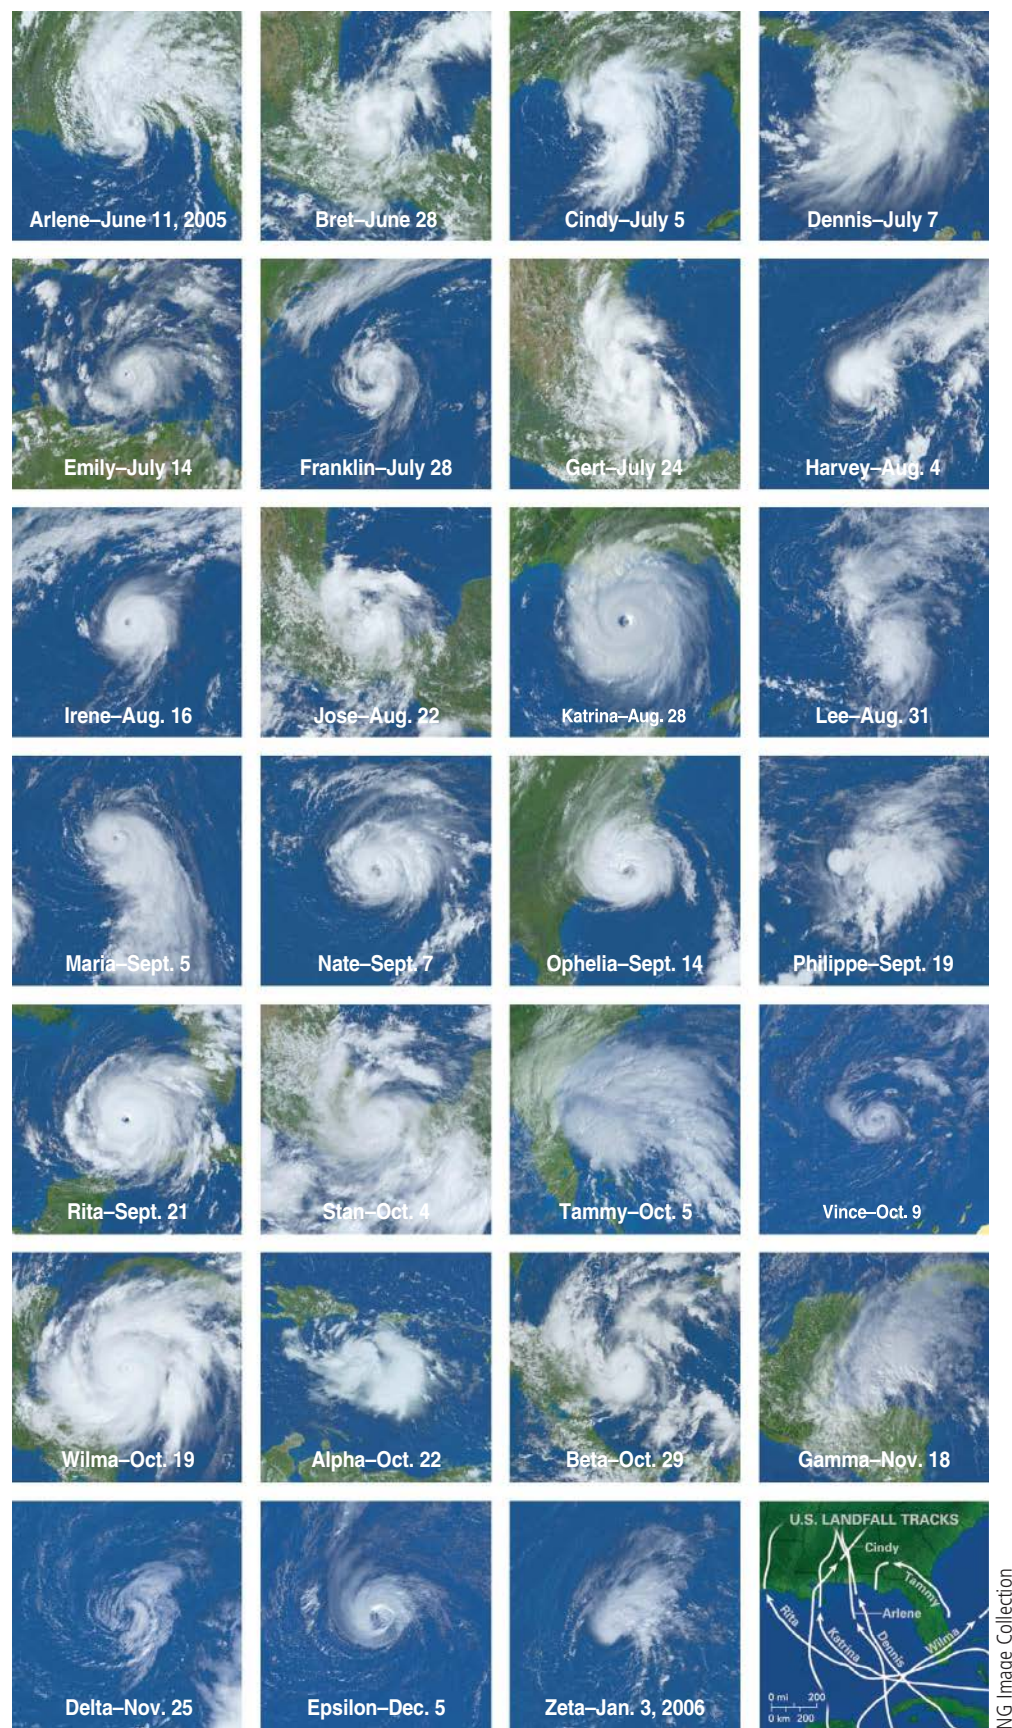 Arlene–June 11, 2005
Bret–June 28
Cindy–July 5
Dennis–July 7
Emily–July 14
Franklin–July 28
Gert–July 24
Harvey–Aug. 4
Irene–Aug. 16
Jose–Aug. 22
Katrina–Aug. 28
Lee–Aug. 31
Maria–Sept. 5
Nate–Sept. 7
Ophelia–Sept. 14
Philippe–Sept. 19
Rita–Sept. 21
Stan–Oct. 4
Tammy–Oct. 5
Vince–Oct. 9
Wilma–Oct. 19
Alpha–Oct. 22
Beta–Oct. 29
Gamma–Nov. 18
Delta–Nov. 25
Epsilon–Dec. 5
Zeta–Jan. 3, 2006
U.S. LANDFALL TRACKS
Cindy
Tammy
Arlene
Rita
Katrina
Dennis
Wilma
0 mi 200
0 km 200
NG Image Collection